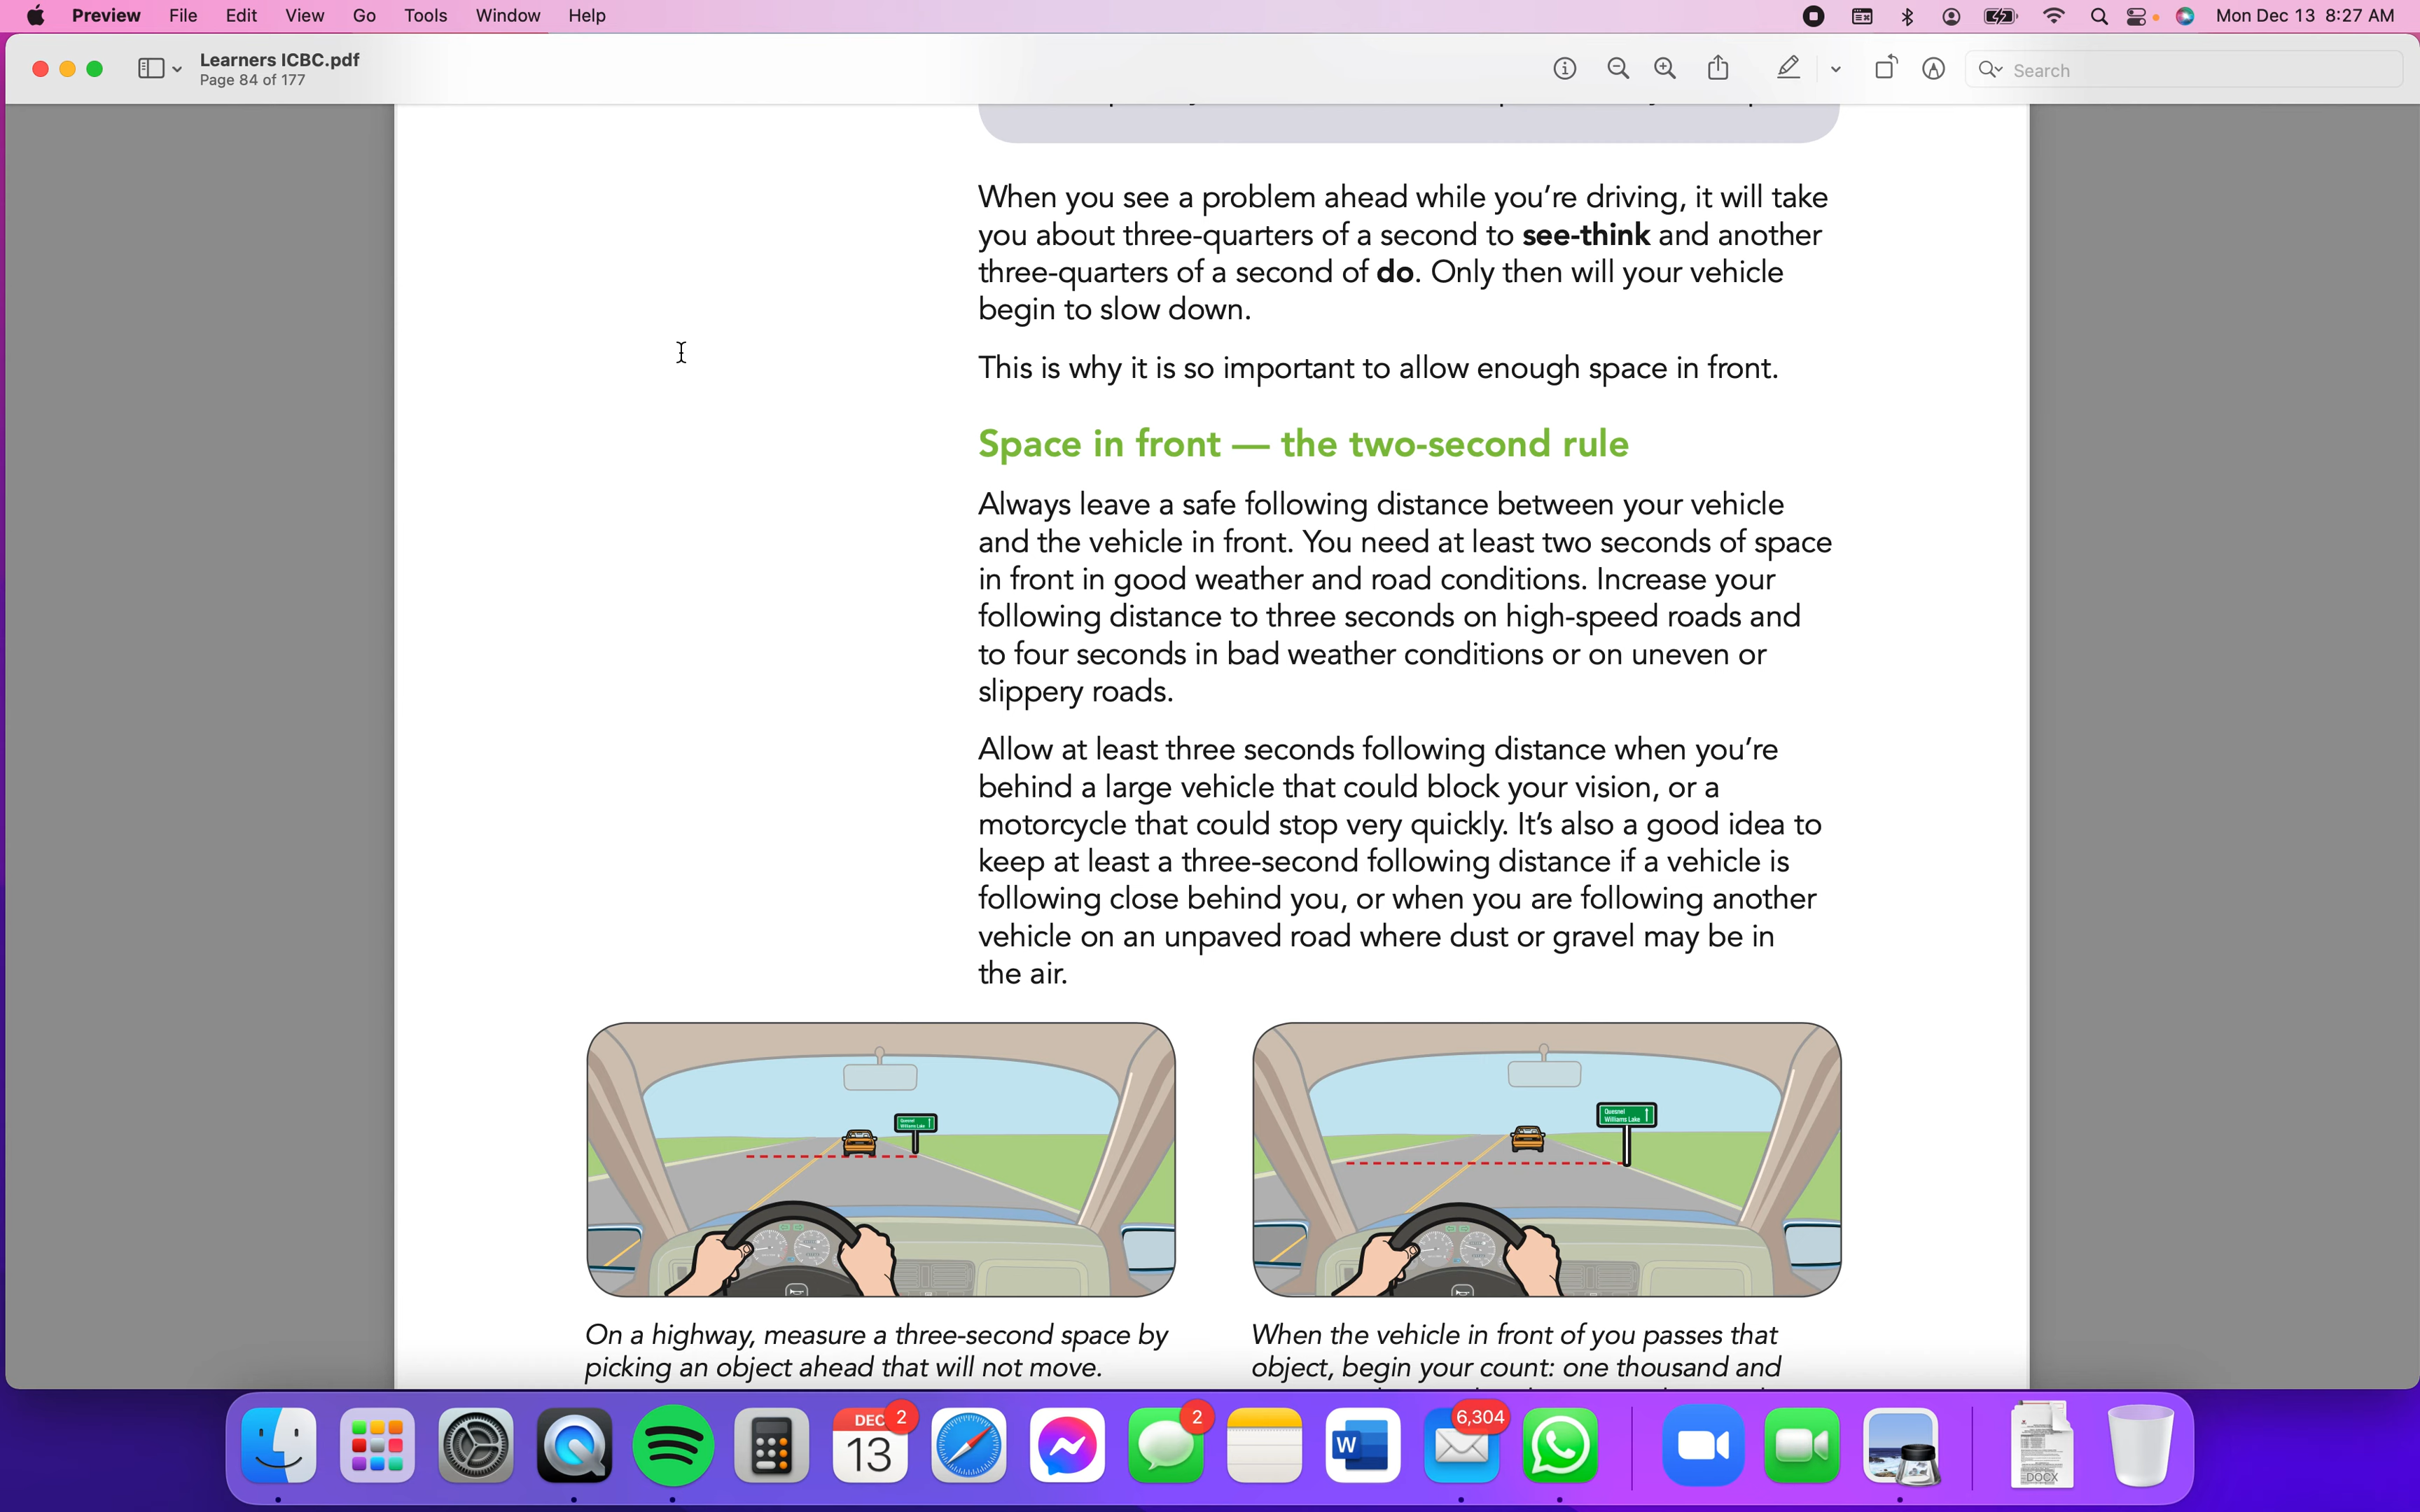 Preview File Edit View Go Tools Window Help Mon Dec 13 8:27 AM
Learners ICBC.pdf
Page 84 of 177
Search
When you see a problem ahead while you're driving, it will take
you about three-quarters of a second to see-think and another
three-quarters of a second of do. Only then will your vehicle
begin to slow down.
This is why it is so important to allow enough space in front.
Space in front — the two-second rule
Always leave a safe following distance between your vehicle
and the vehicle in front. You need at least two seconds of space
in front in good weather and road conditions. Increase your
following distance to three seconds on high-speed roads and
to four seconds in bad weather conditions or on uneven or
slippery roads.
Allow at least three seconds following distance when you're
behind a large vehicle that could block your vision, or a
motorcycle that could stop very quickly. It's also a good idea to
keep at least a three-second following distance if a vehicle is
following close behind you, or when you are following another
vehicle on an unpaved road where dust or gravel may be in
the air.
Quesnel
Williams Lake
Quesnel
Williams Lake
On a highway, measure a three-second space by
picking an object ahead that will not move.
When the vehicle in front of you passes that
object, begin your count: one thousand and
DEC 2
13
2
W
6,304
DOCX